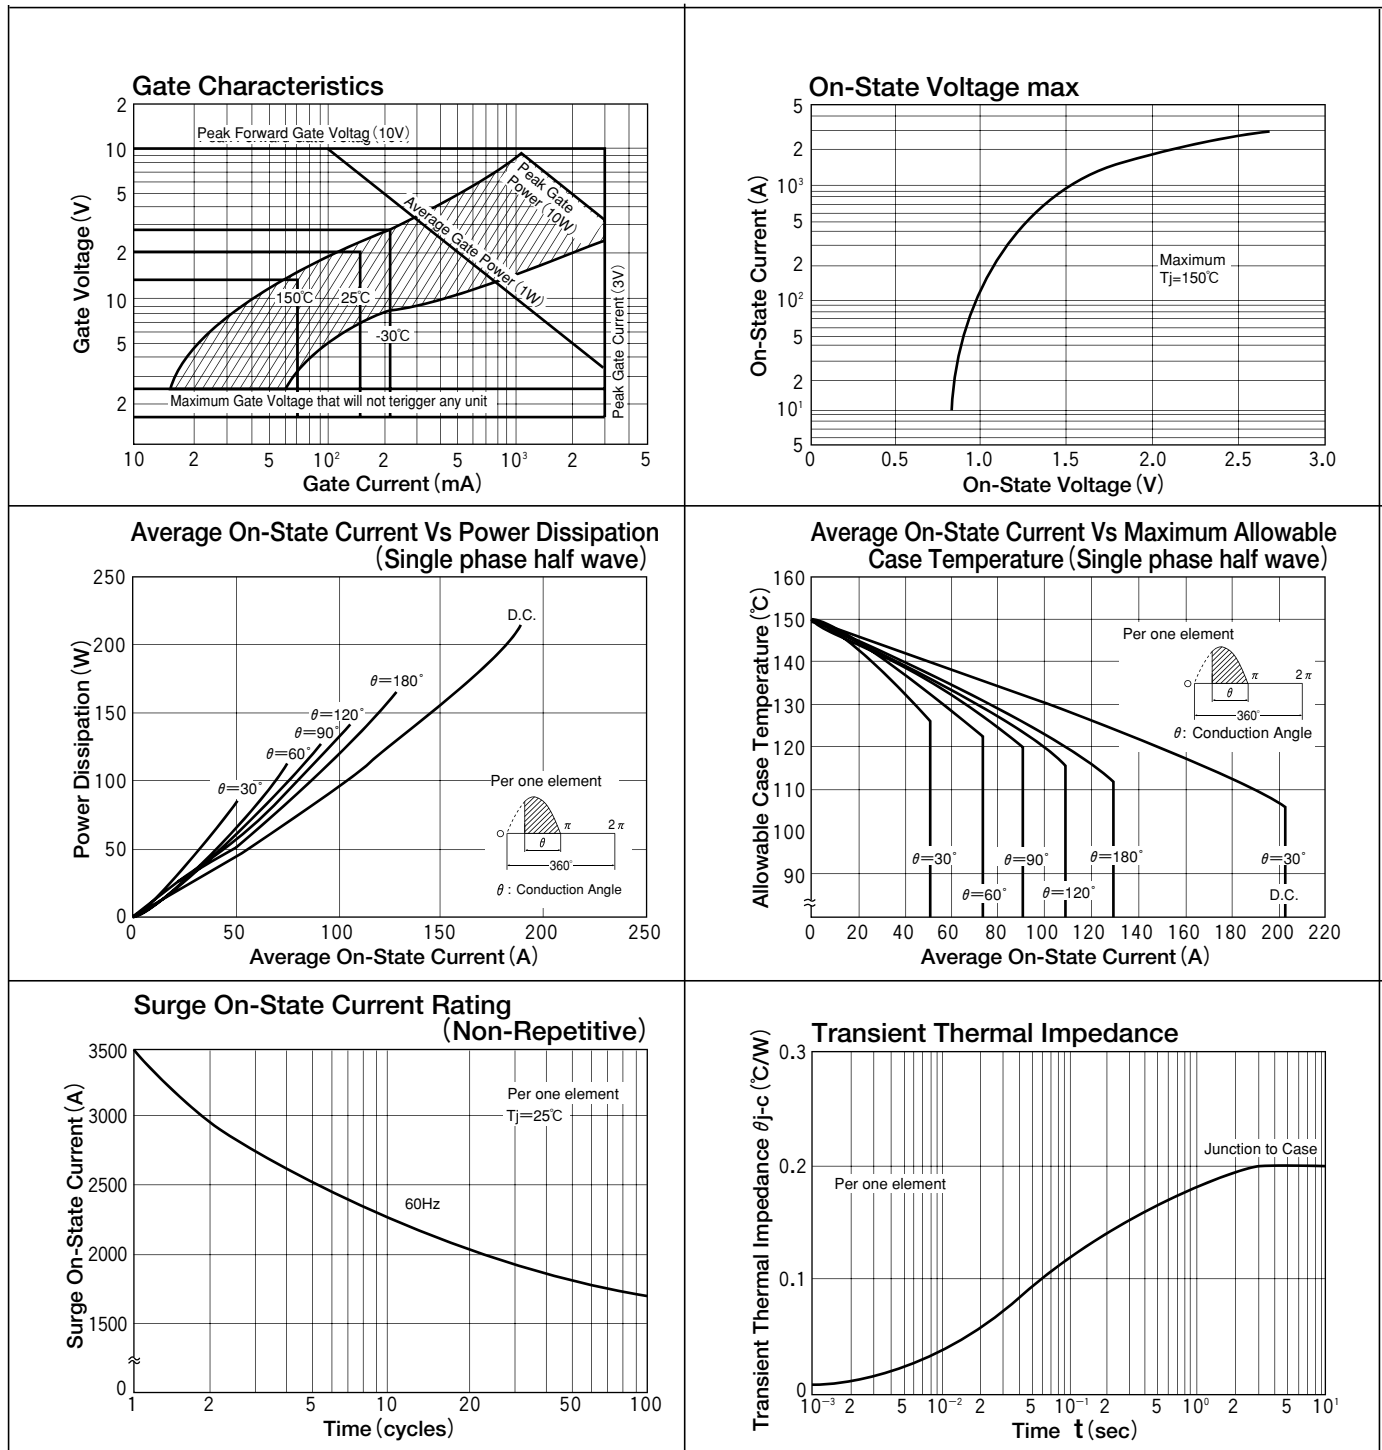 Gate Characteristics
2
10
5
2
10
5
2
Gate Voltage (V)
Peak Forward Gate Voltag (10V)
Peak Gate
Power (10W)
Average Gate Power (1W)
Peak Gate Current (3V)
150℃
25℃
-30℃
Maximum Gate Voltage that will not terigger any unit
10 2 5 10² 2 5 10³ 2 5
Gate Current (mA)
On-State Voltage max
5
2
10³
5
2
10²
5
2
10¹
5
On-State Current (A)
Maximum
Tj=150℃
0 0.5 1.0 1.5 2.0 2.5 3.0
On-State Voltage (V)
Average On-State Current Vs Power Dissipation
(Single phase half wave)
250
200
150
100
50
0
Power Dissipation (W)
D.C.
θ=180°
θ=120°
θ=90°
θ=60°
θ=30°
Per one element
0 π 2π
θ
360°
θ : Conduction Angle
0 50 100 150 200 250
Average On-State Current (A)
Average On-State Current Vs Maximum Allowable
Case Temperature (Single phase half wave)
160
150
140
130
120
110
100
90
0
Allowable Case Temperature (℃)
Per one element
0 π 2π
θ
360°
θ : Conduction Angle
θ=30° θ=90° θ=180° θ=30°
θ=60° θ=120° D.C.
0 20 40 60 80 100 120 140 160 180 200 220
Average On-State Current (A)
Surge On-State Current Rating
(Non-Repetitive)
3500
3000
2500
2000
1500
0
Surge On-State Current (A)
Per one element
Tj=25℃
60Hz
1 2 5 10 20 50 100
Time (cycles)
Transient Thermal Impedance
0.3
0.2
0.1
0
Transient Thermal Impedance θj-c (℃/W)
Junction to Case
Per one element
10⁻³ 2 5 10⁻² 2 5 10⁻¹ 2 5 10⁰ 2 5 10¹
Time t (sec)